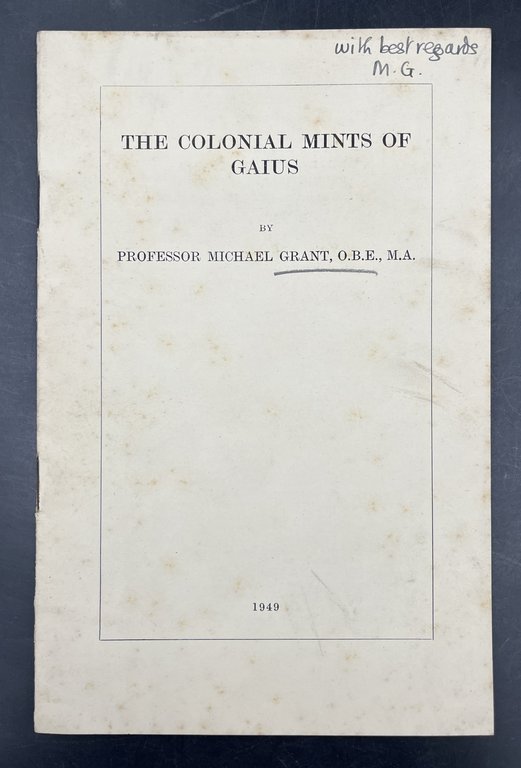 with best regards
M.G.
THE COLONIAL MINTS OF
GAIUS
BY
PROFESSOR MICHAEL GRANT, O.B.E., M.A.
1949